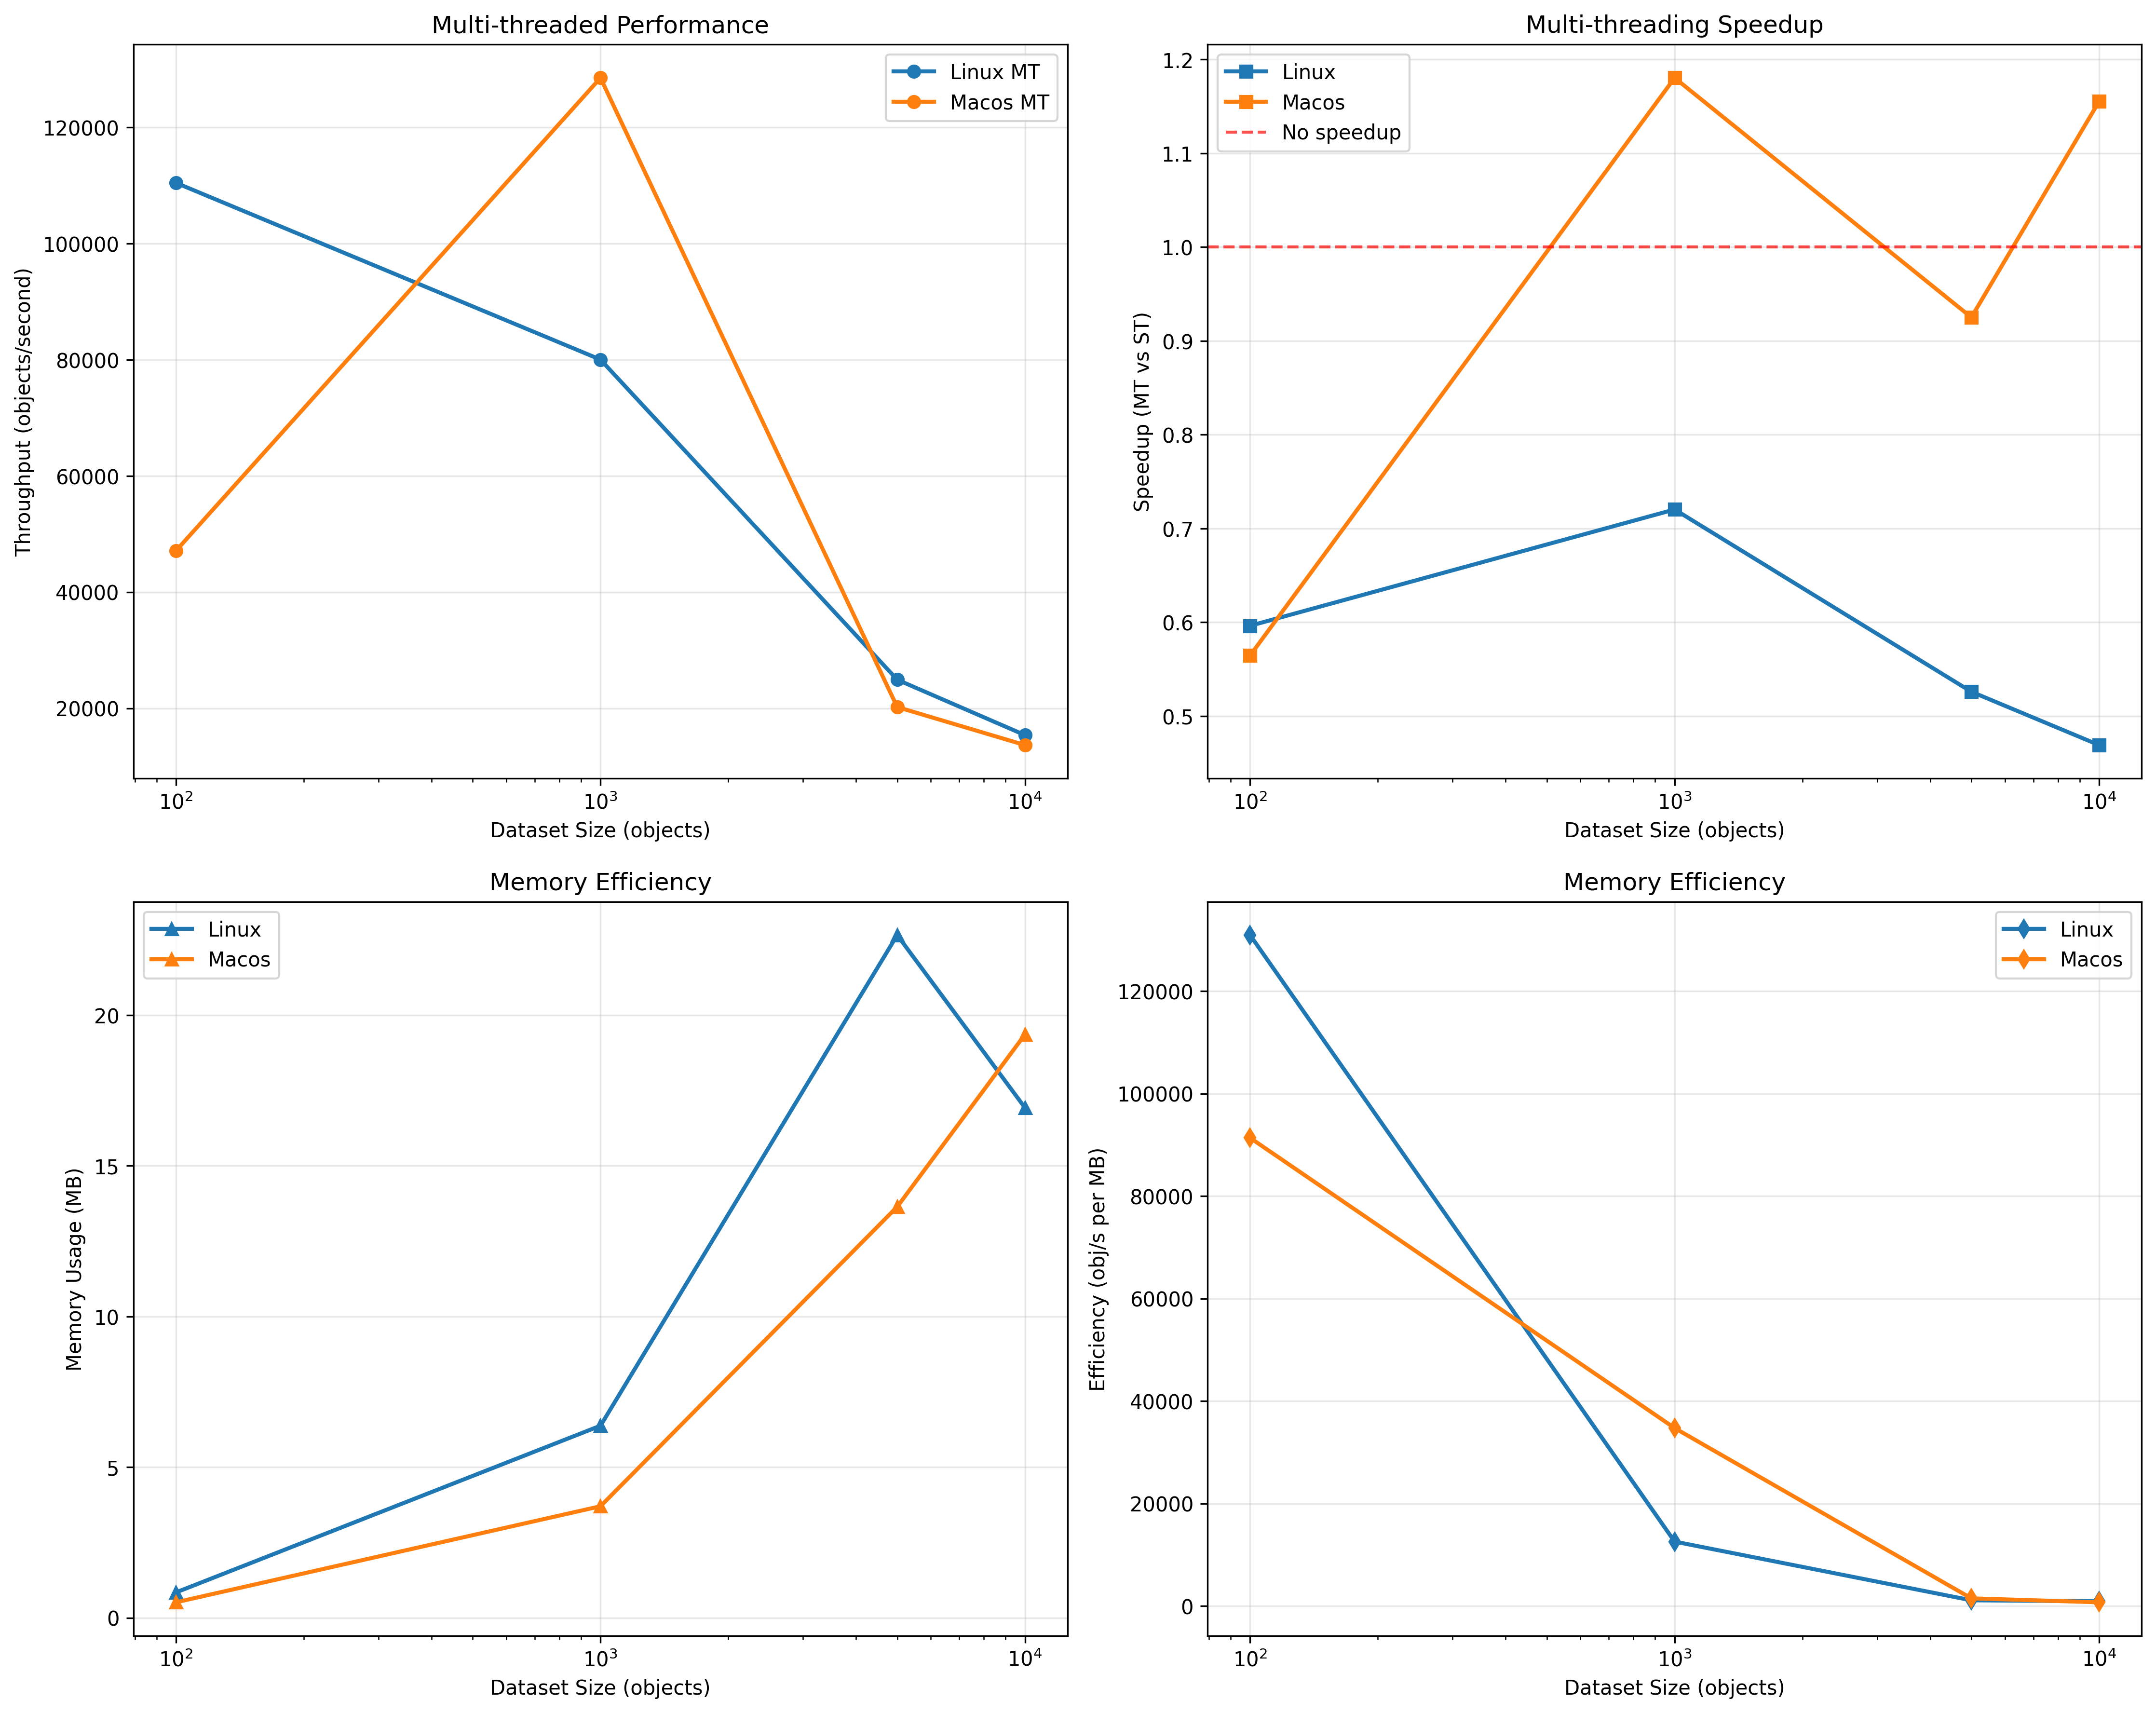 Multi-threaded Performance
Linux MT
Macos MT
Throughput (objects/second)
120000
100000
80000
60000
40000
20000
10²
10³
10⁴
Dataset Size (objects)
Multi-threading Speedup
Linux
Macos
No speedup
Speedup (MT vs ST)
1.2
1.1
1.0
0.9
0.8
0.7
0.6
0.5
10²
10³
10⁴
Dataset Size (objects)
Memory Efficiency
Linux
Macos
Memory Usage (MB)
20
15
10
5
0
10²
10³
10⁴
Dataset Size (objects)
Memory Efficiency
Linux
Macos
Efficiency (obj/s per MB)
120000
100000
80000
60000
40000
20000
0
10²
10³
10⁴
Dataset Size (objects)